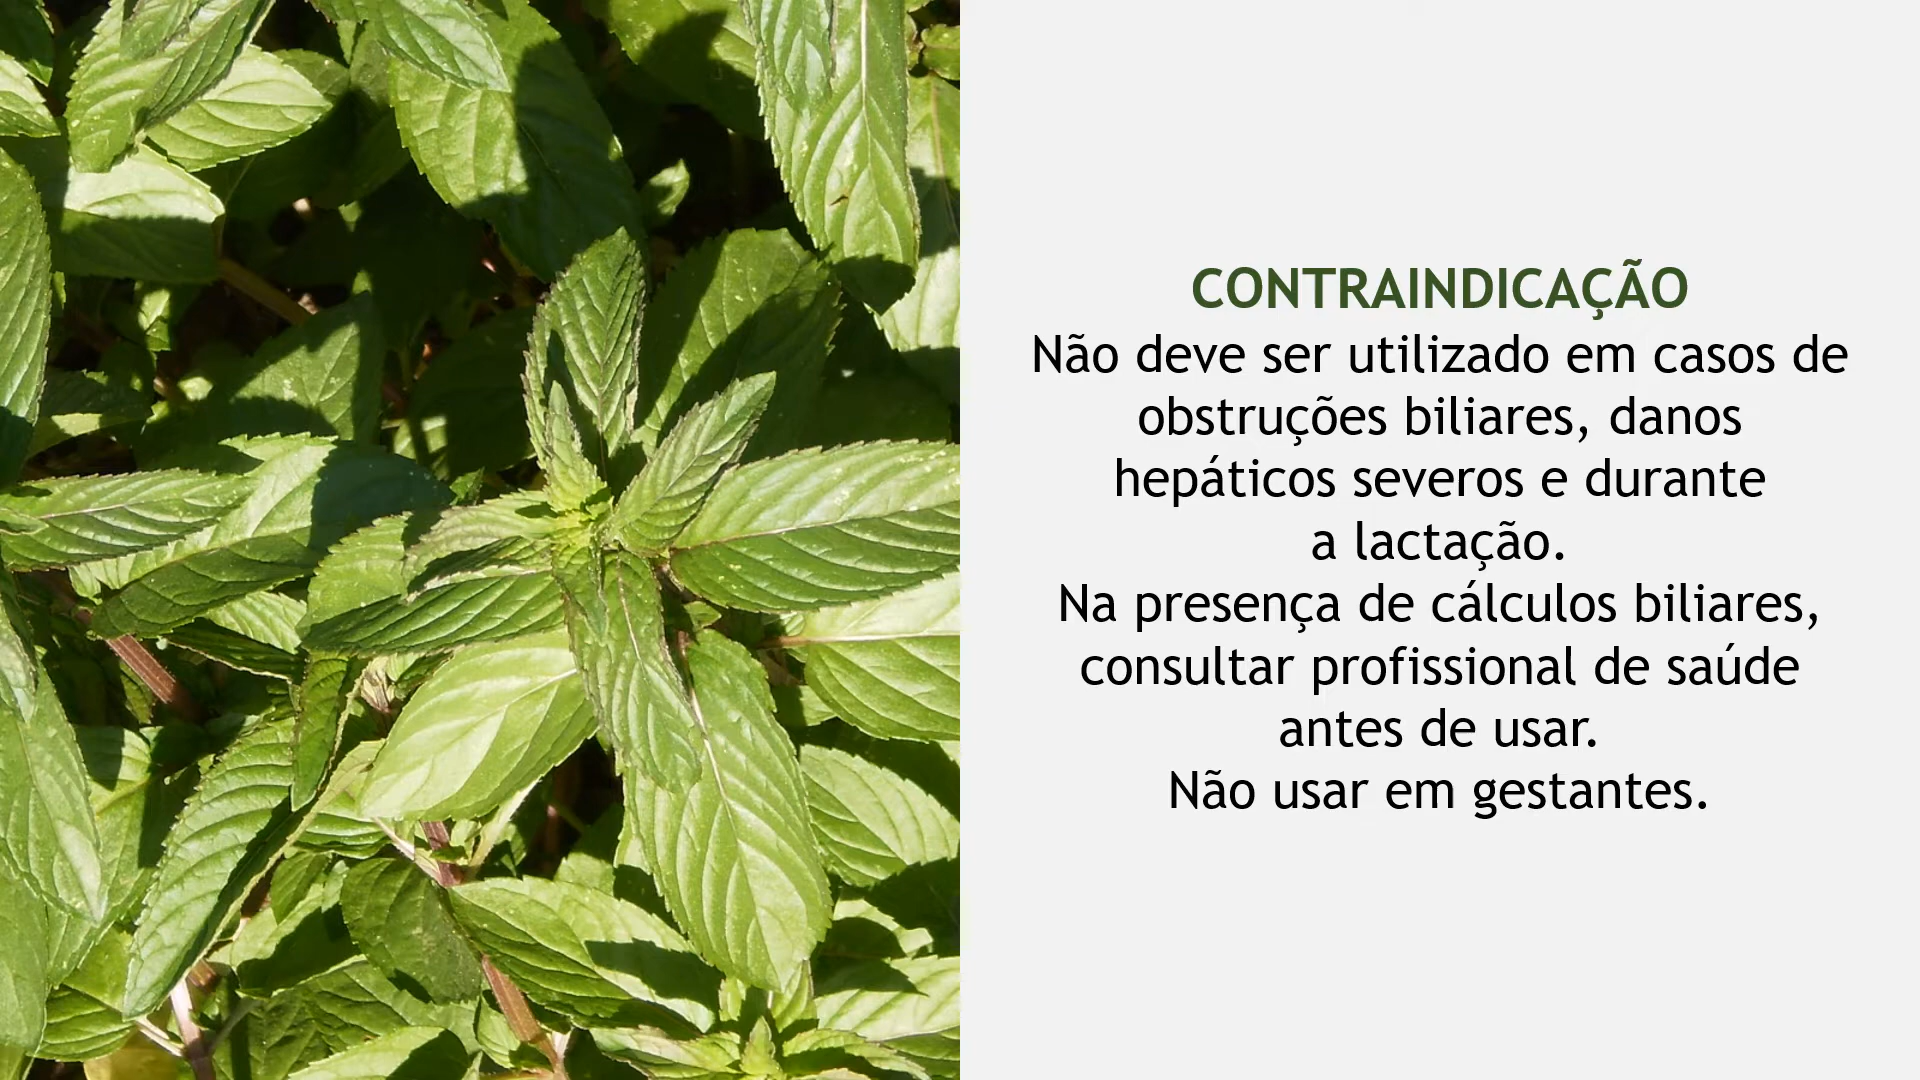 CONTRAINDICAÇÃO
Não deve ser utilizado em casos de
obstruções biliares, danos
hepáticos severos e durante
a lactação.
Na presença de cálculos biliares,
consultar profissional de saúde
antes de usar.
Não usar em gestantes.